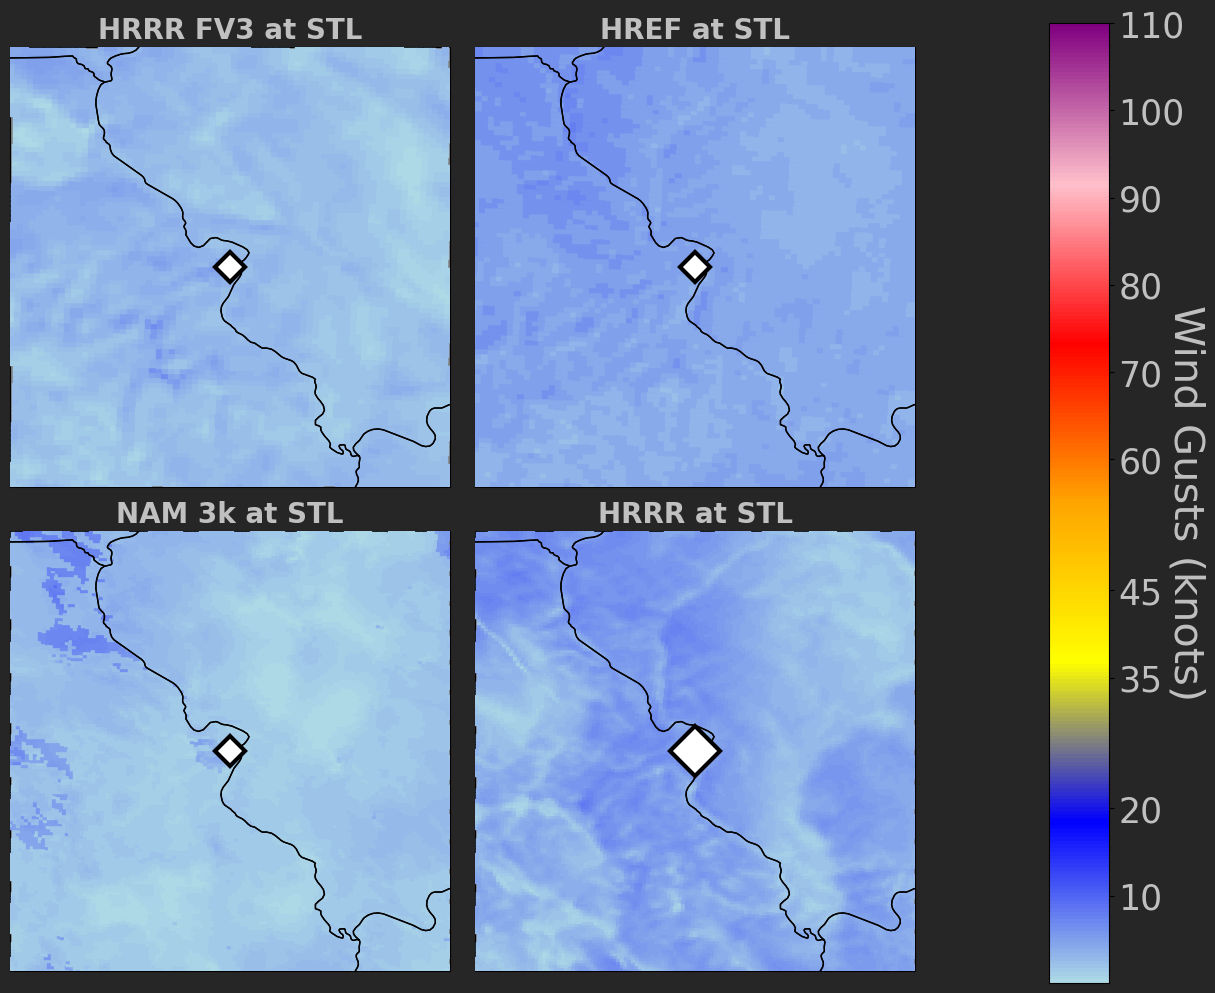 HRRR FV3 at STL
HREF at STL
NAM 3k at STL
HRRR at STL
110
100
90
80
70
60
45
35
20
10
Wind Gusts (knots)